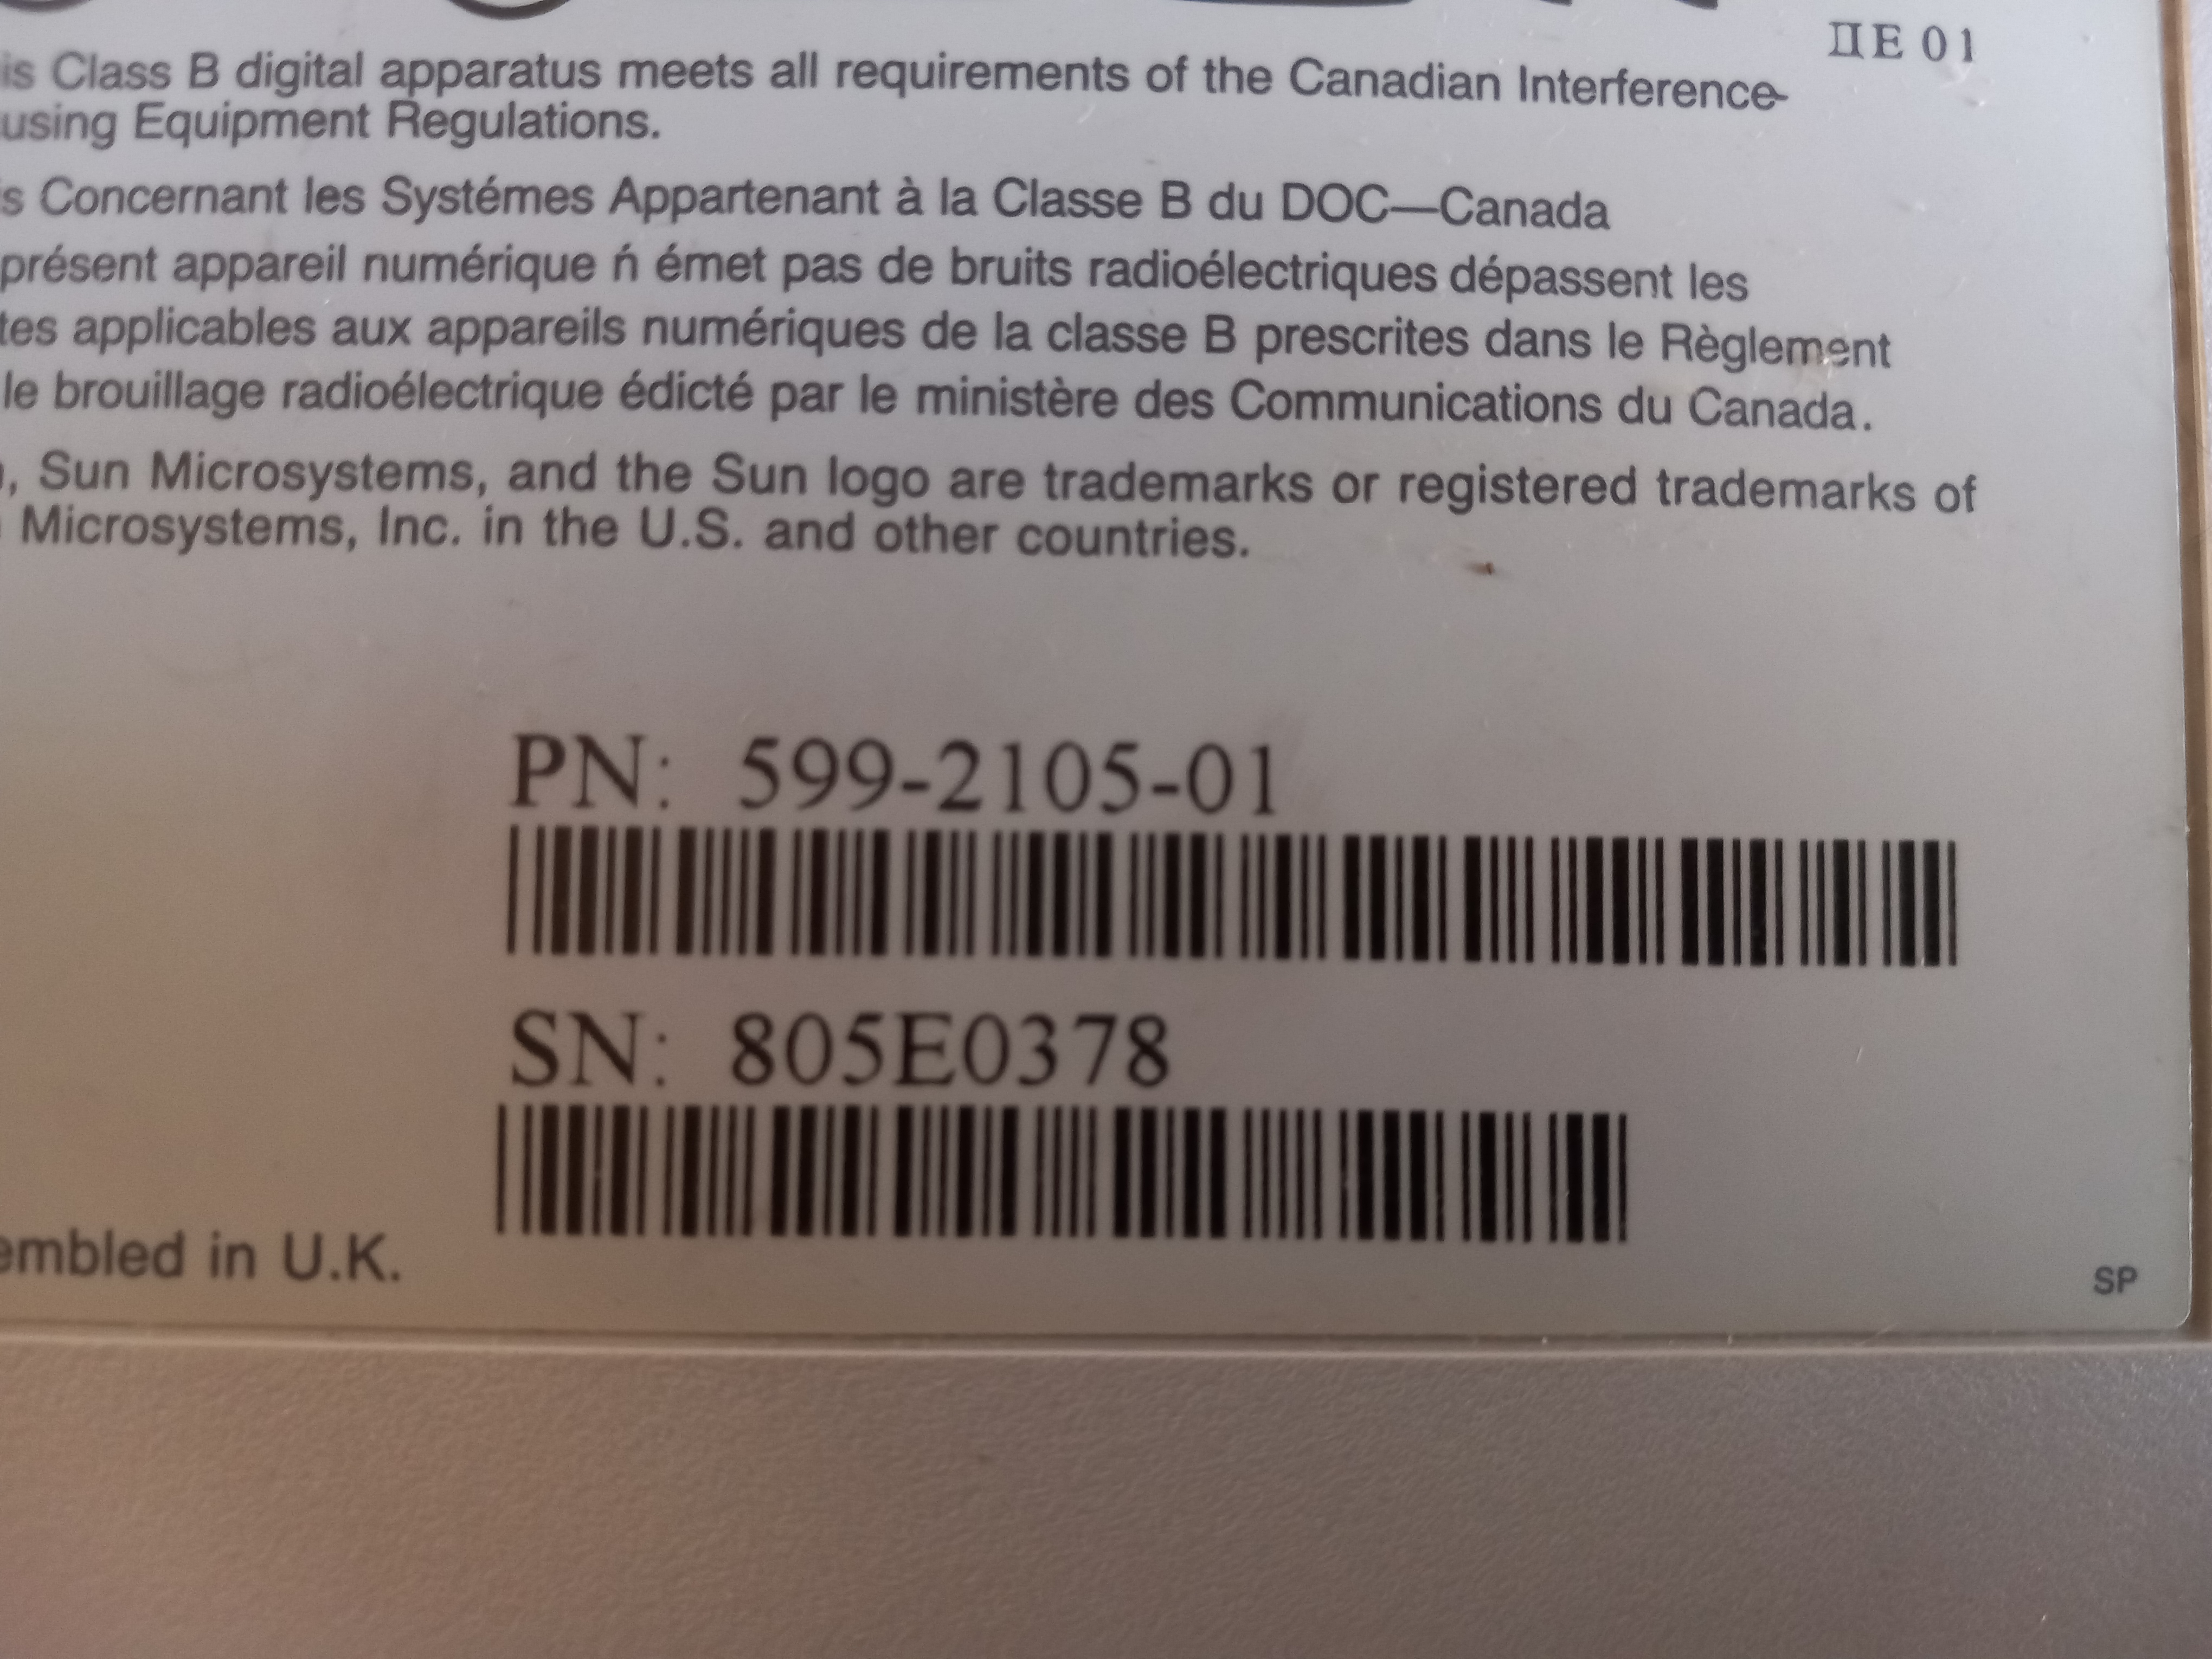 ⅡE 01
is Class B digital apparatus meets all requirements of the Canadian Interference-
using Equipment Regulations.
s Concernant les Systémes Appartenant à la Classe B du DOC—Canada
présent appareil numérique ń émet pas de bruits radioélectriques dépassent les
tes applicables aux appareils numériques de la classe B prescrites dans le Règlement
le brouillage radioélectrique édicté par le ministère des Communications du Canada.
, Sun Microsystems, and the Sun logo are trademarks or registered trademarks of
Microsystems, Inc. in the U.S. and other countries.
PN: 599-2105-01
SN: 805E0378
embled in U.K.
SP